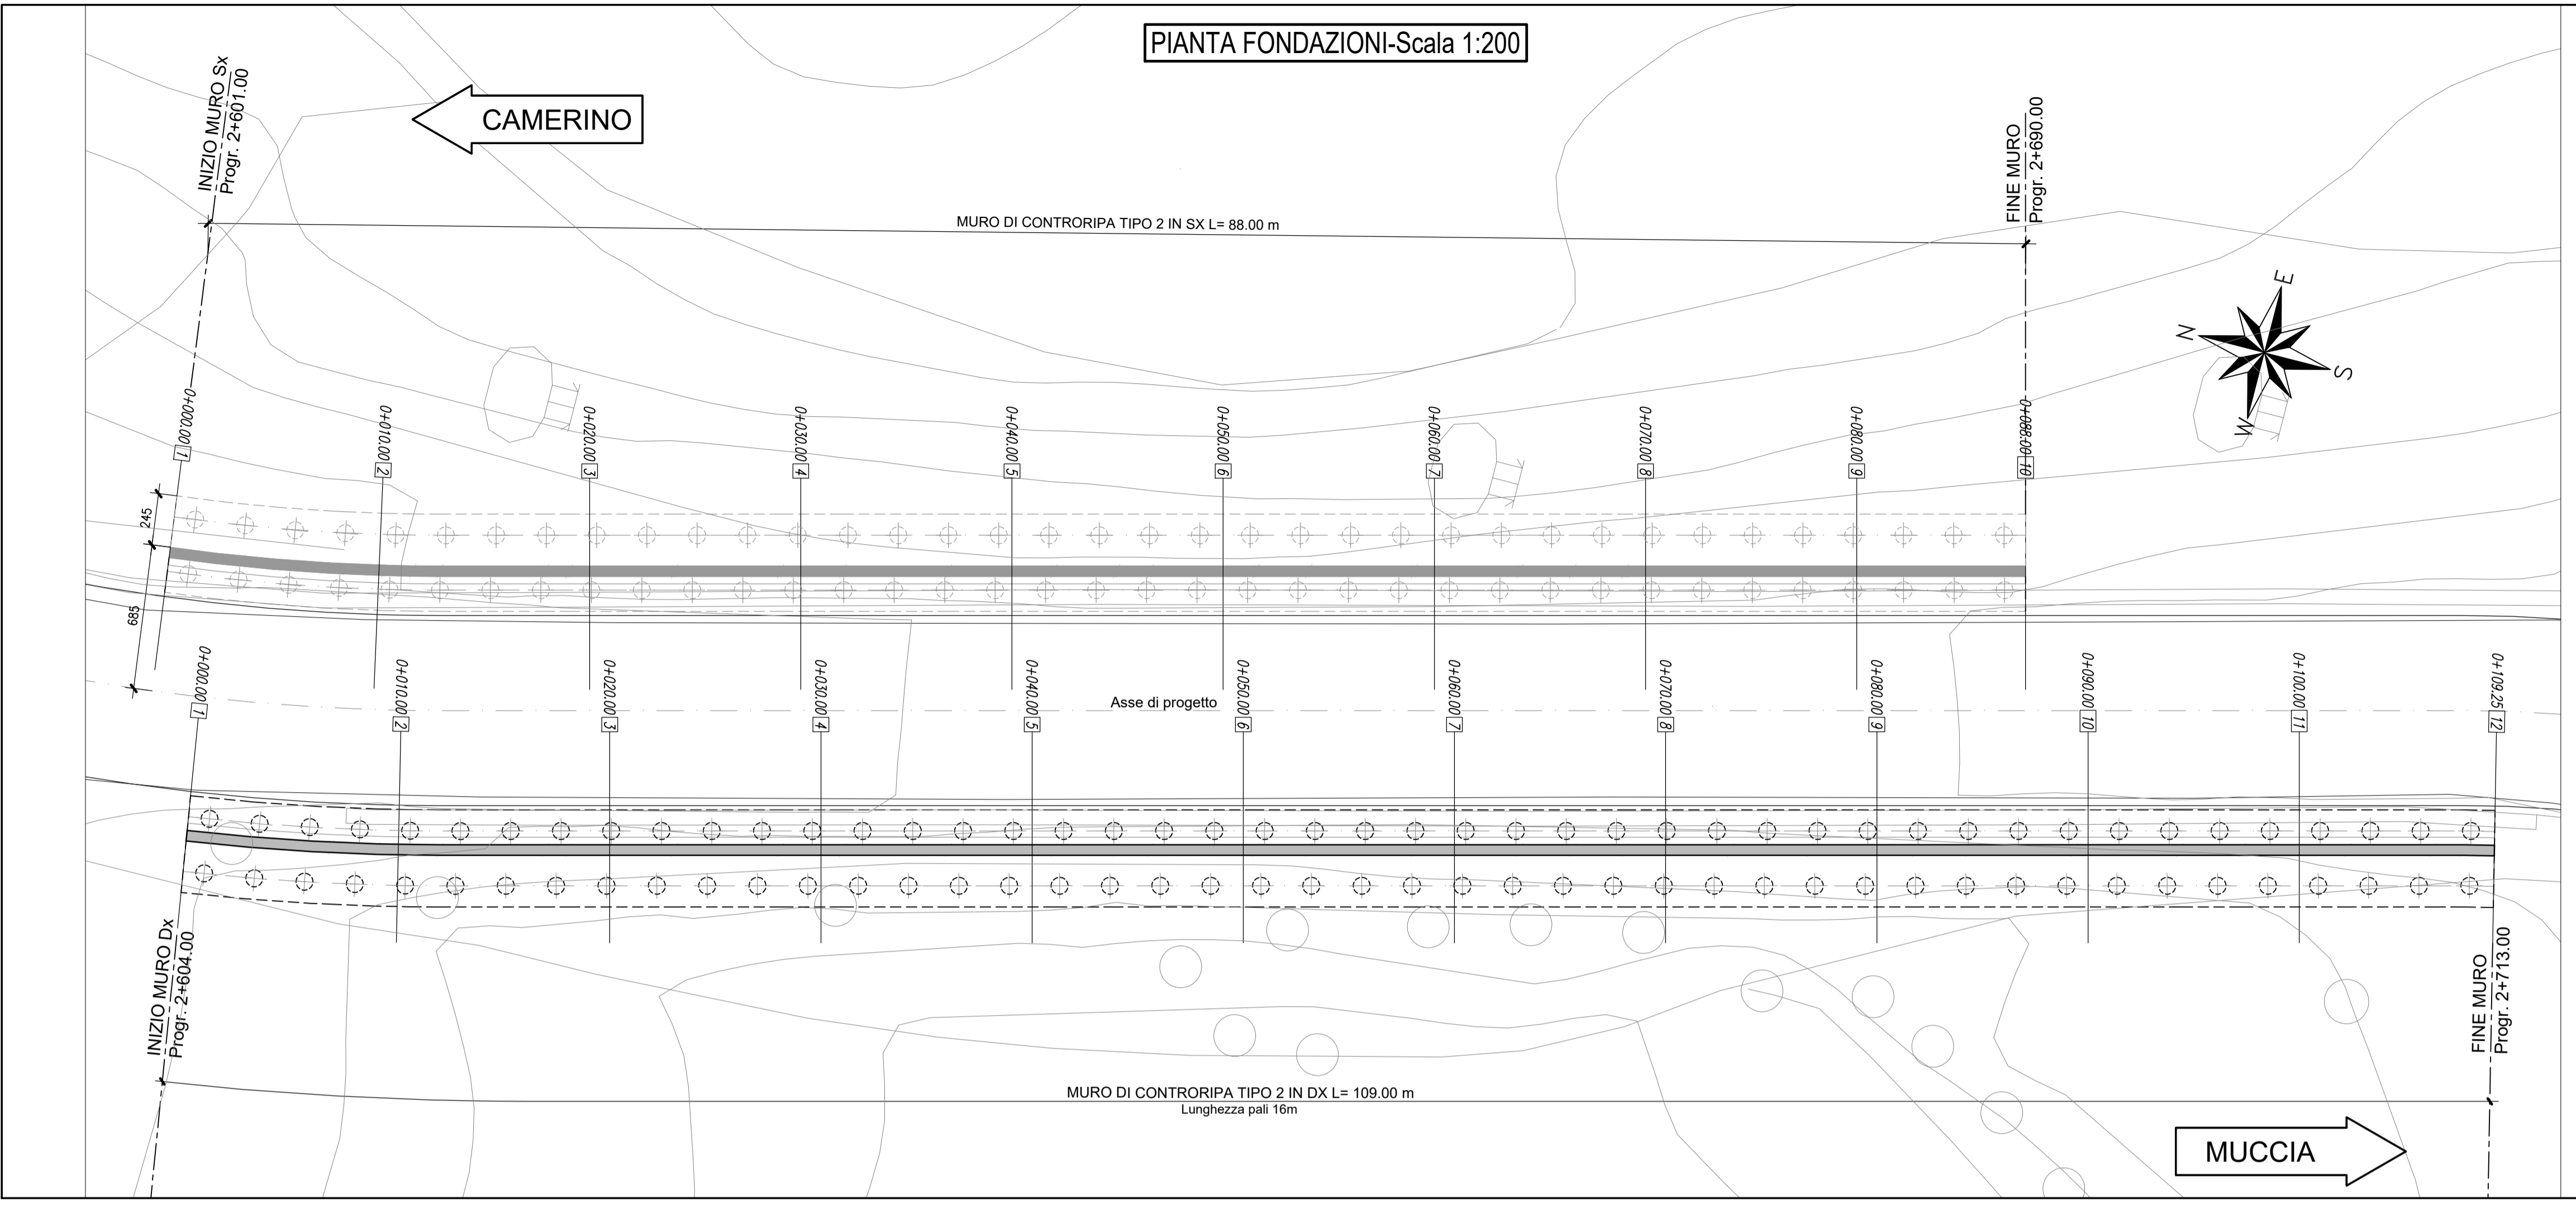 PIANTA FONDAZIONI-Scala 1:200
INIZIO MURO Sx
Progr. 2+601.00
CAMERINO
FINE MURO
Progr. 2+690.00
MURO DI CONTRORIPA TIPO 2 IN SX L= 88.00 m
N
E
S
W
0+000.00 1
0+010.00 2
0+020.00 3
0+030.00 4
0+040.00 5
0+050.00 6
0+060.00 7
0+070.00 8
0+080.00 9
0+088.00 10
245
685
Asse di progetto
0+000.00 1
0+010.00 2
0+020.00 3
0+030.00 4
0+040.00 5
0+050.00 6
0+060.00 7
0+070.00 8
0+080.00 9
0+090.00 10
0+100.00 11
0+109.25 12
INIZIO MURO Dx
Progr. 2+604.00
FINE MURO
Progr. 2+713.00
MURO DI CONTRORIPA TIPO 2 IN DX L= 109.00 m
Lunghezza pali 16m
MUCCIA